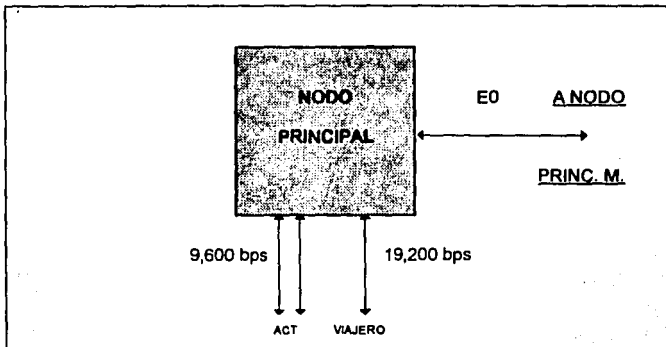 NODO
PRINCIPAL
E0
A NODO
PRINC. M.
9,600 bps
19,200 bps
ACT
VIAJERO